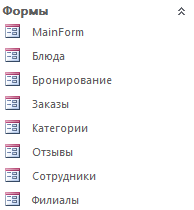 Формы
MainForm
Блюда
Бронирование
Заказы
Категории
Отзывы
Сотрудники
Филиалы